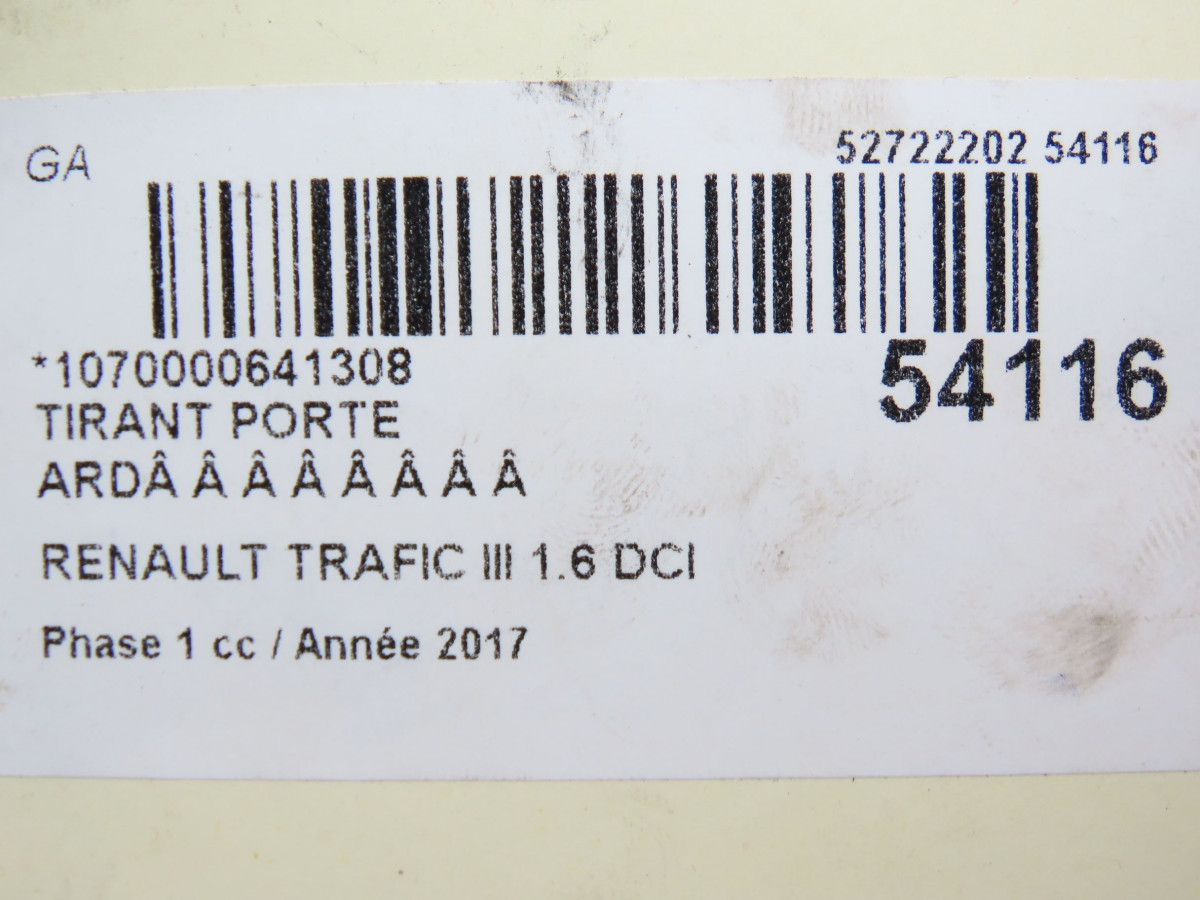 GA
52722202 54116
*1070000641308
54116
TIRANT PORTE
ARDÂ Â Â Â Â Â Â Â
RENAULT TRAFIC III 1.6 DCI
Phase 1 cc / Année 2017